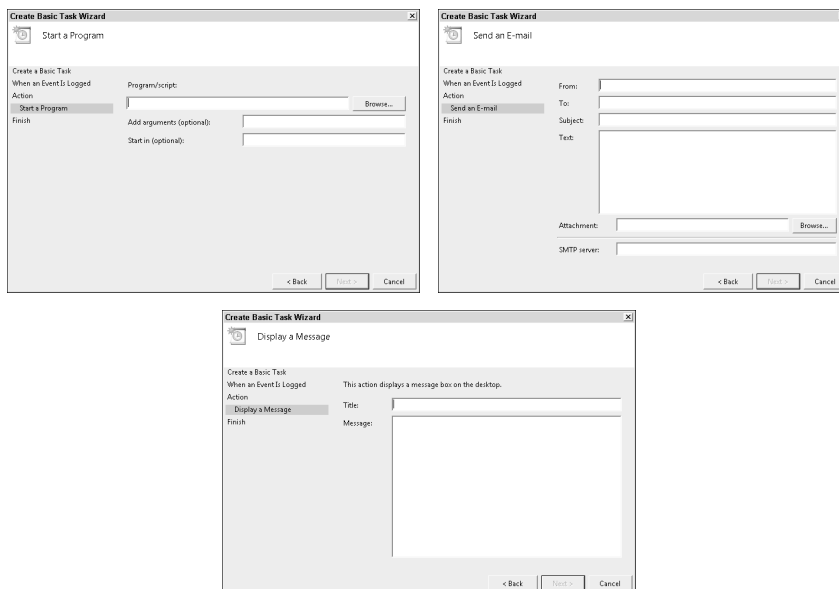 Create Basic Task Wizard
Start a Program
Create a Basic Task
When an Event Is Logged
Action
Start a Program
Finish
Program/script:
Browse...
Add arguments (optional):
Start in (optional):
< Back
Next >
Cancel
Create Basic Task Wizard
Send an E-mail
Create a Basic Task
When an Event Is Logged
Action
Send an E-mail
Finish
From:
To:
Subject:
Text:
Attachment:
Browse...
SMTP server:
< Back
Next >
Cancel
Create Basic Task Wizard
Display a Message
Create a Basic Task
When an Event Is Logged
Action
Display a Message
Finish
This action displays a message box on the desktop.
Title:
Message:
< Back
Next >
Cancel